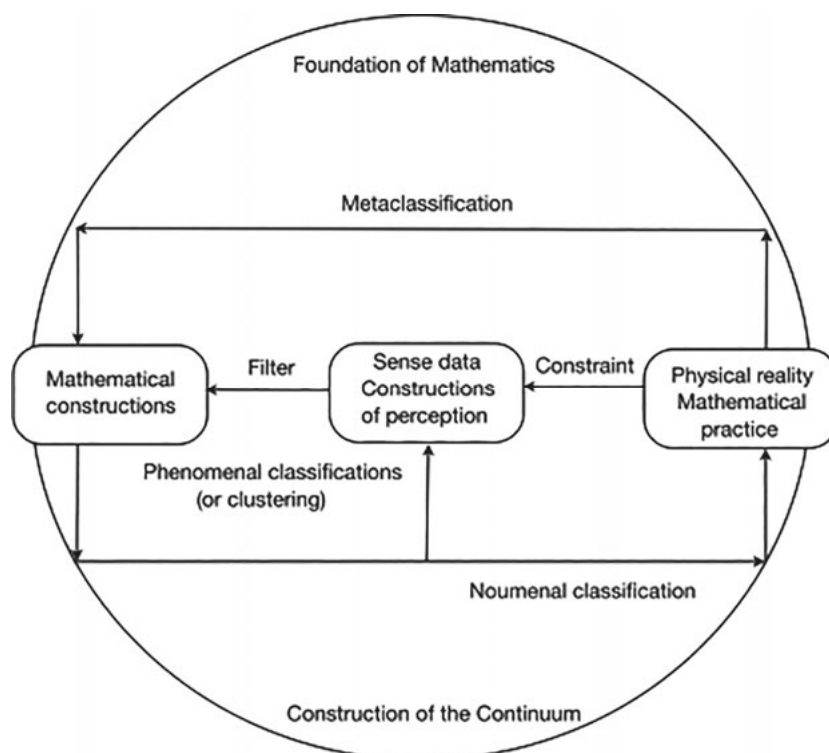 Foundation of Mathematics
Metaclassification
Mathematical
constructions
Filter
Sense data
Constructions
of perception
Constraint
Physical reality
Mathematical
practice
Phenomenal classifications
(or clustering)
Noumenal classification
Construction of the Continuum